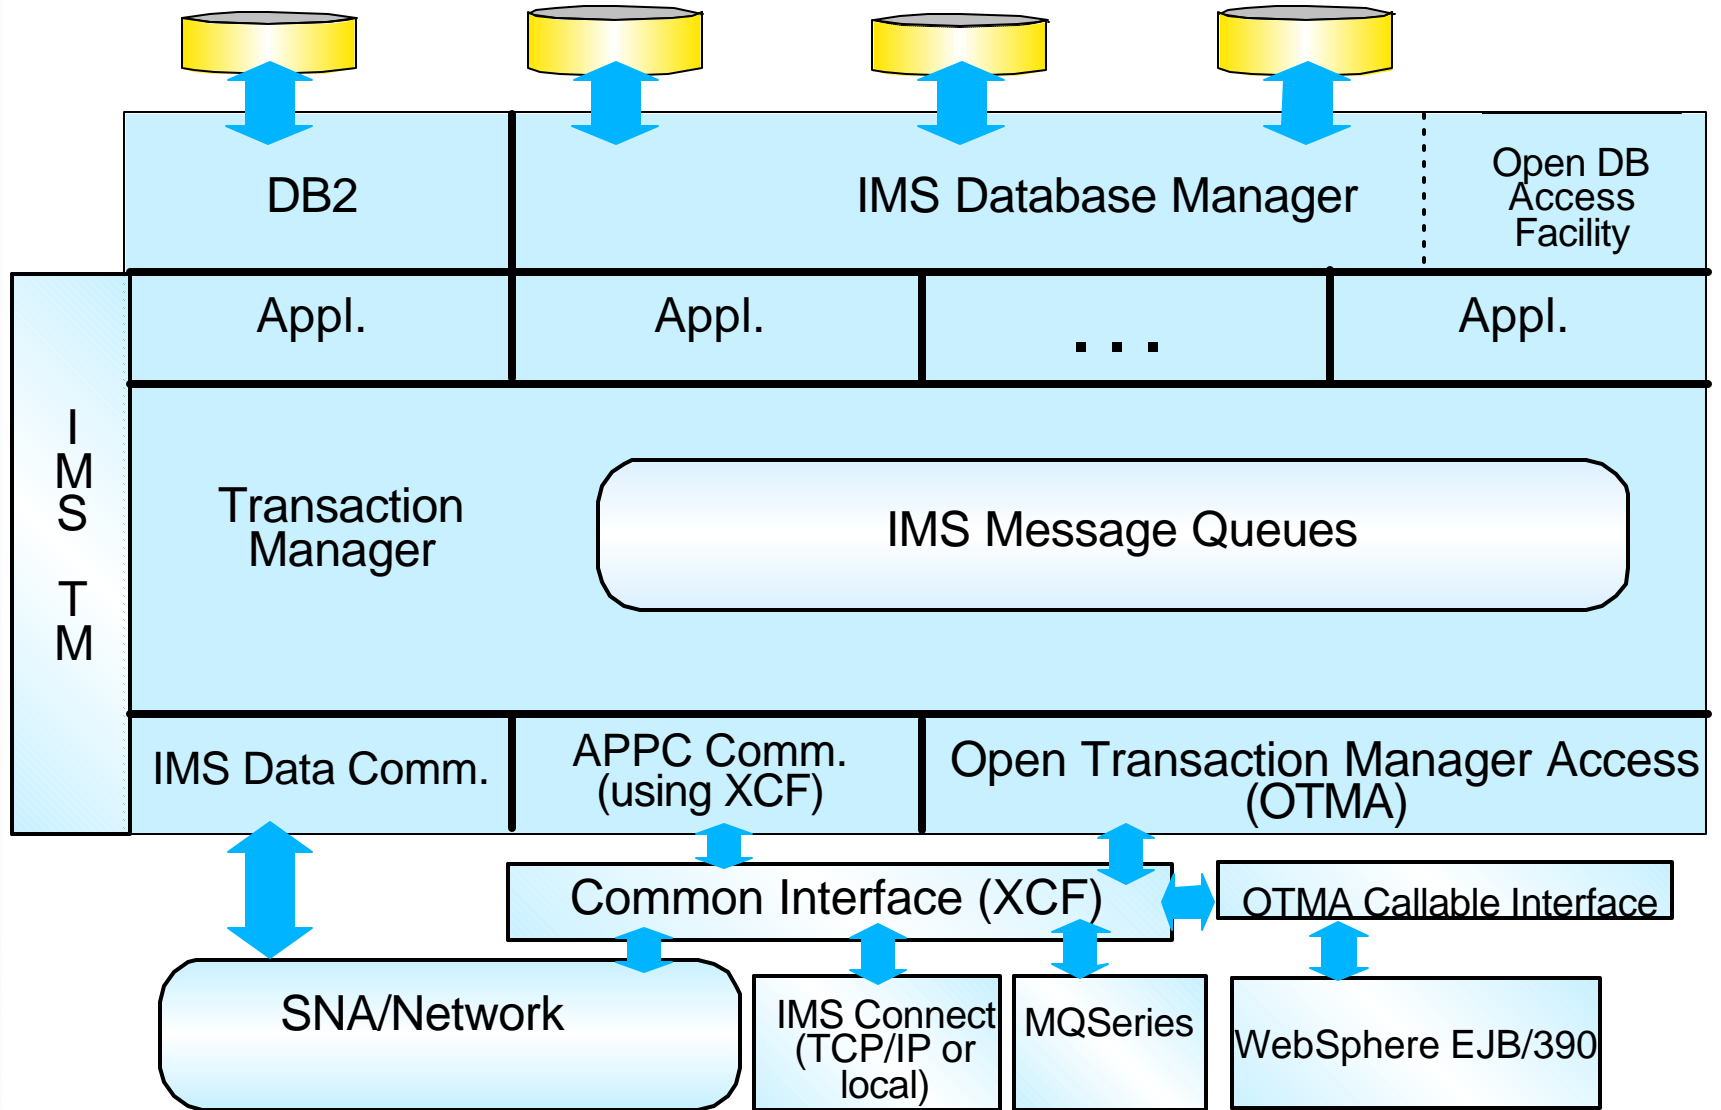 DB2
IMS Database Manager
Open DB
Access
Facility
Appl.
Appl.
. . .
Appl.
I
M
S
T
M
Transaction
Manager
IMS Message Queues
IMS Data Comm.
APPC Comm.
(using XCF)
Open Transaction Manager Access
(OTMA)
Common Interface (XCF)
OTMA Callable Interface
SNA/Network
IMS Connect
(TCP/IP or
local)
MQSeries
WebSphere EJB/390